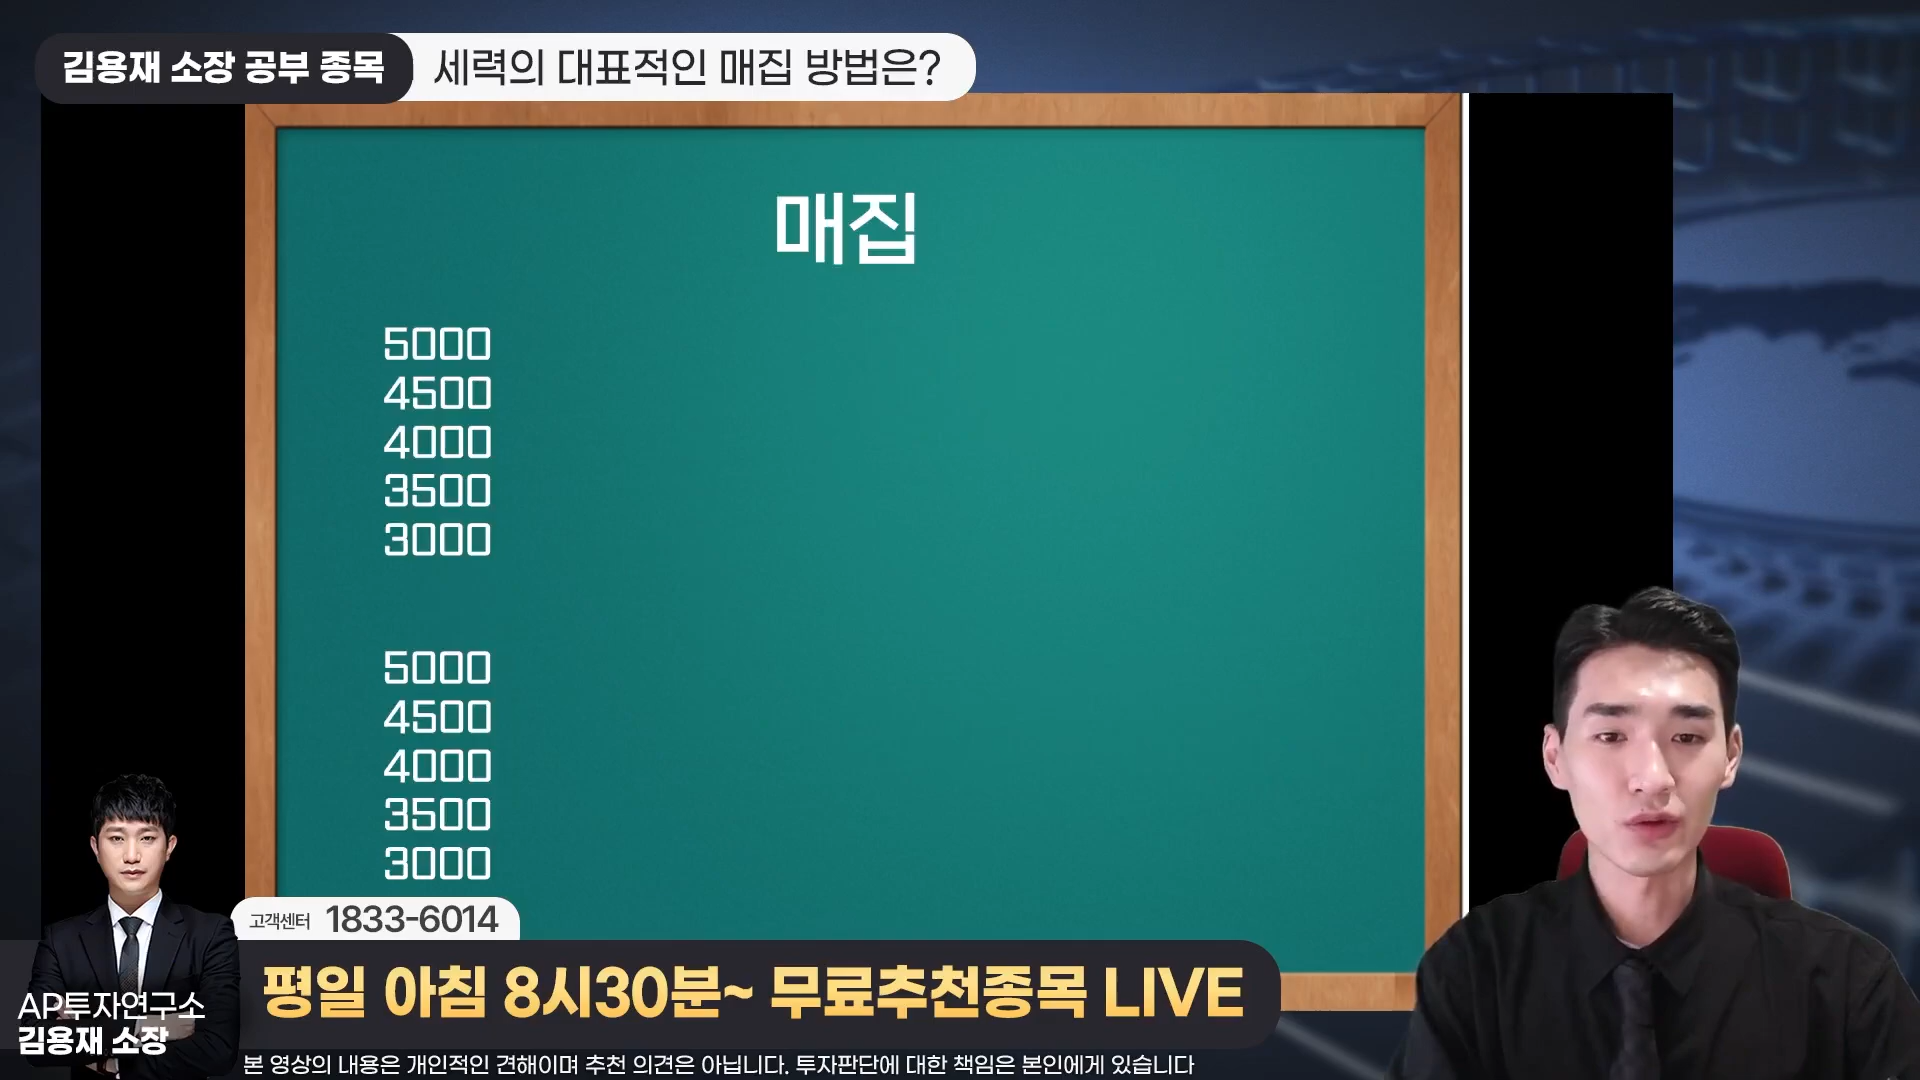 김용재 소장 공부 종목
세력의 대표적인 매집 방법은?
매집
5000
4500
4000
3500
3000
5000
4500
4000
3500
3000
고객센터 1833-6014
평일 아침 8시30분~ 무료추천종목 LIVE
AP투자연구소
김용재 소장
본 영상의 내용은 개인적인 견해이며 추천 의견은 아닙니다. 투자판단에 대한 책임은 본인에게 있습니다